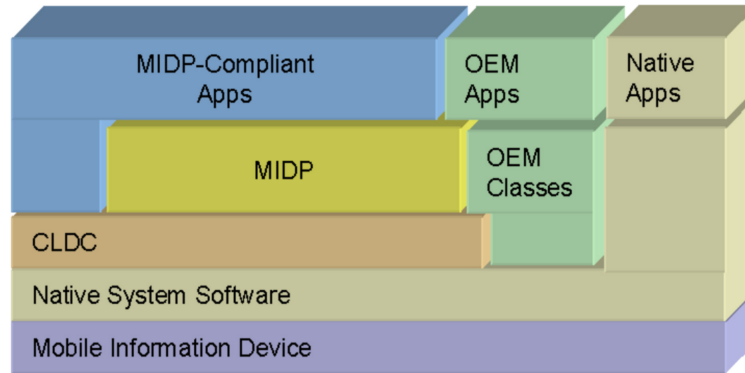 MIDP-Compliant
Apps
OEM
Apps
Native
Apps
MIDP
OEM
Classes
CLDC
Native System Software
Mobile Information Device